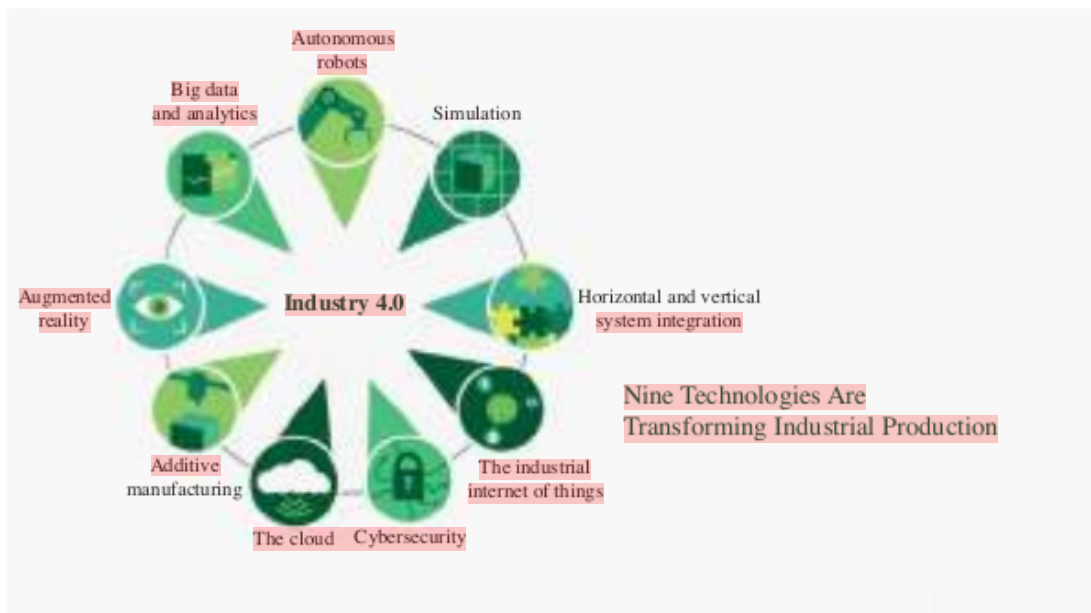 Autonomous
robots
Big data
and analytics
Simulation
Augmented
reality
Industry 4.0
Horizontal and vertical
system integration
Nine Technologies Are
Transforming Industrial Production
Additive
manufacturing
The industrial
internet of things
The cloud
Cybersecurity